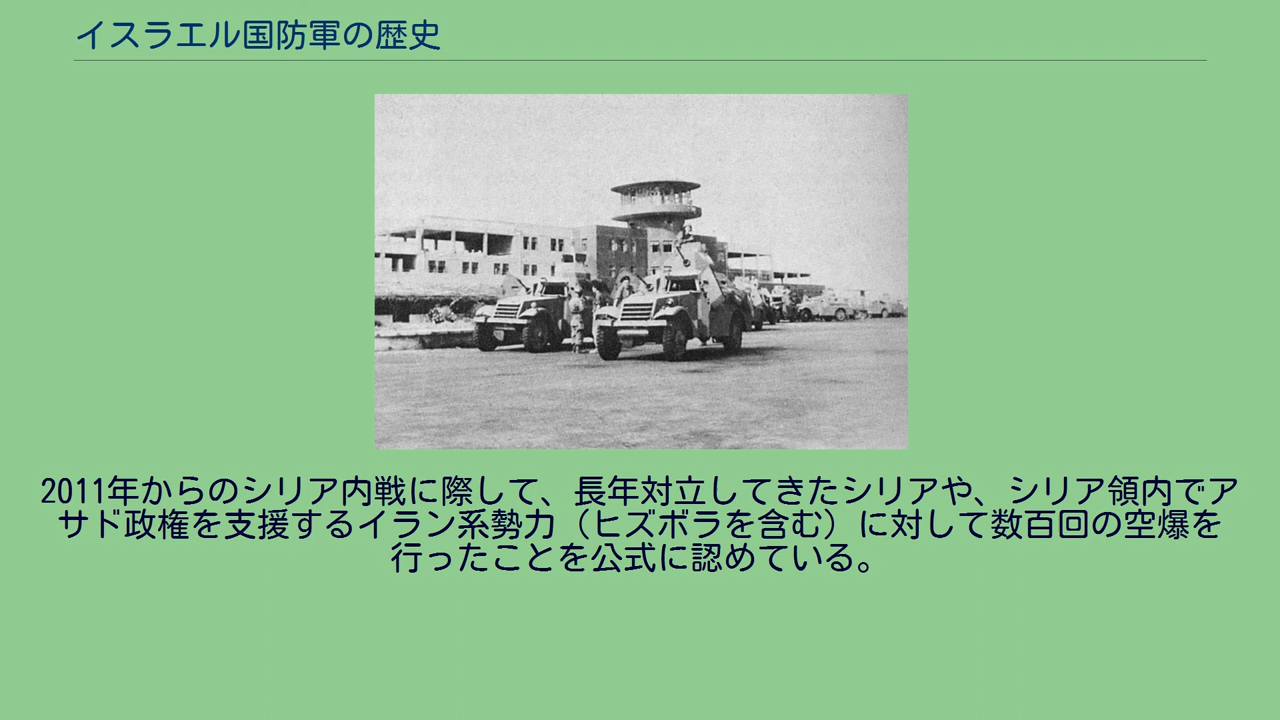 イスラエル国防軍の歴史
2011年からのシリア内戦に際して、長年対立してきたシリアや、シリア領内でア
サド政権を支援するイラン系勢力（ヒズボラを含む）に対して数百回の空爆を
行ったことを公式に認めている。